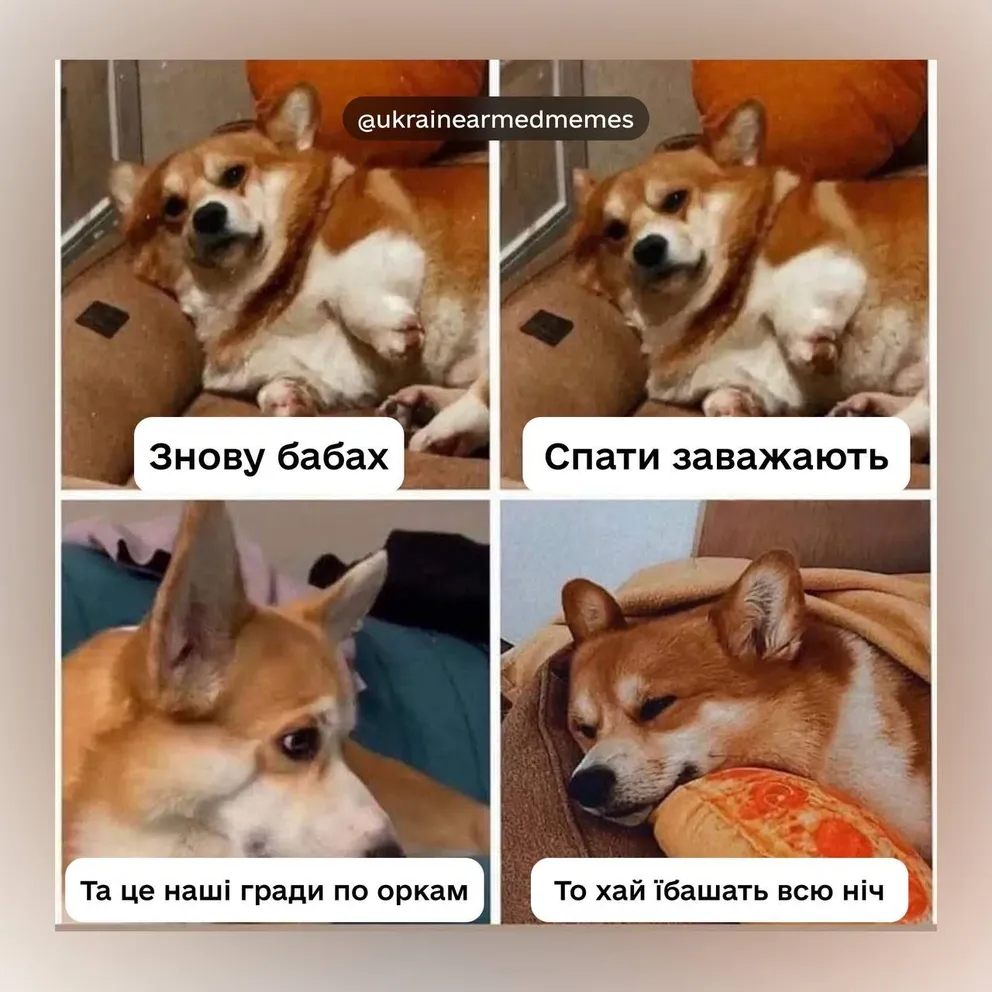 @ukrainearmedmemes
Знову бабах
Спати заважають
Та це наші гради по оркам
То хай їбашать всю ніч